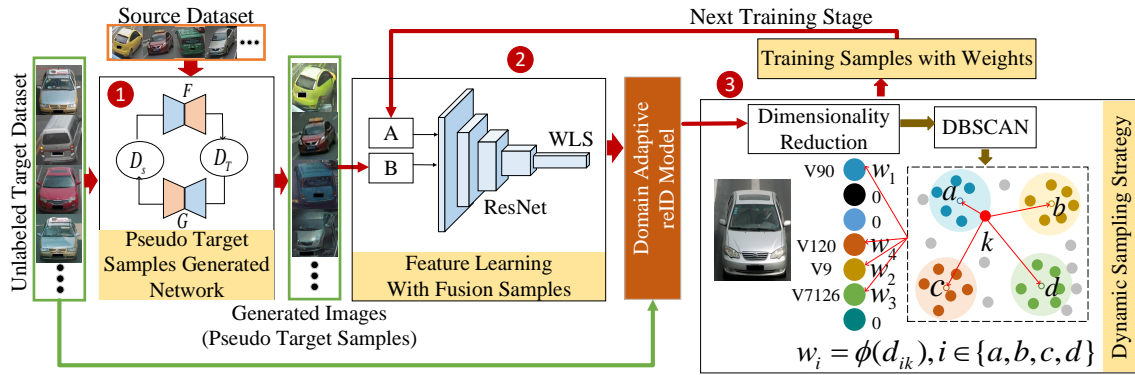 Source Dataset
Unlabeled Target Dataset
1
F
D_s
D_T
G
Pseudo Target
Samples Generated
Network
Generated Images
(Pseudo Target Samples)
2
A
B
ResNet
WLS
Feature Learning
With Fusion Samples
Domain Adaptive
reID Model
Next Training Stage
Training Samples with Weights
3
Dimensionality
Reduction
DBSCAN
V90 w_1
0
0
V120 w_4
V9 w_2
V7126 w_3
0
a
b
k
c
d
w_i = ϕ(d_{ik}), i ∈ {a, b, c, d}
Dynamic Sampling Strategy